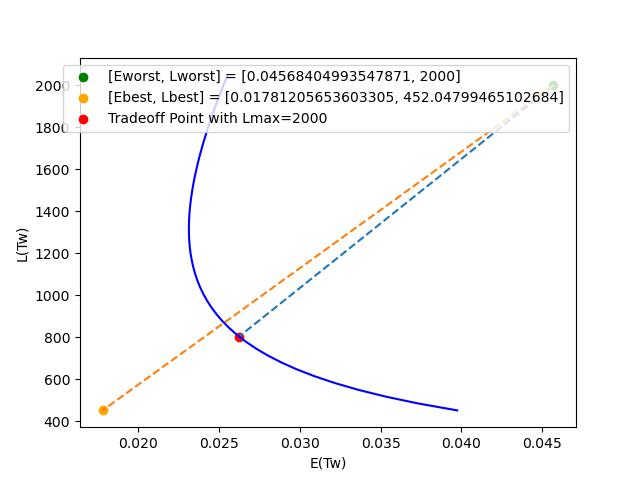 [Eworst, Lworst] = [0.04568404993547871, 2000]
[Ebest, Lbest] = [0.01781205653603305, 452.04799465102684]
Tradeoff Point with Lmax=2000
2000
1800
1600
1400
1200
1000
800
600
400
L(Tw)
0.020 0.025 0.030 0.035 0.040 0.045
E(Tw)